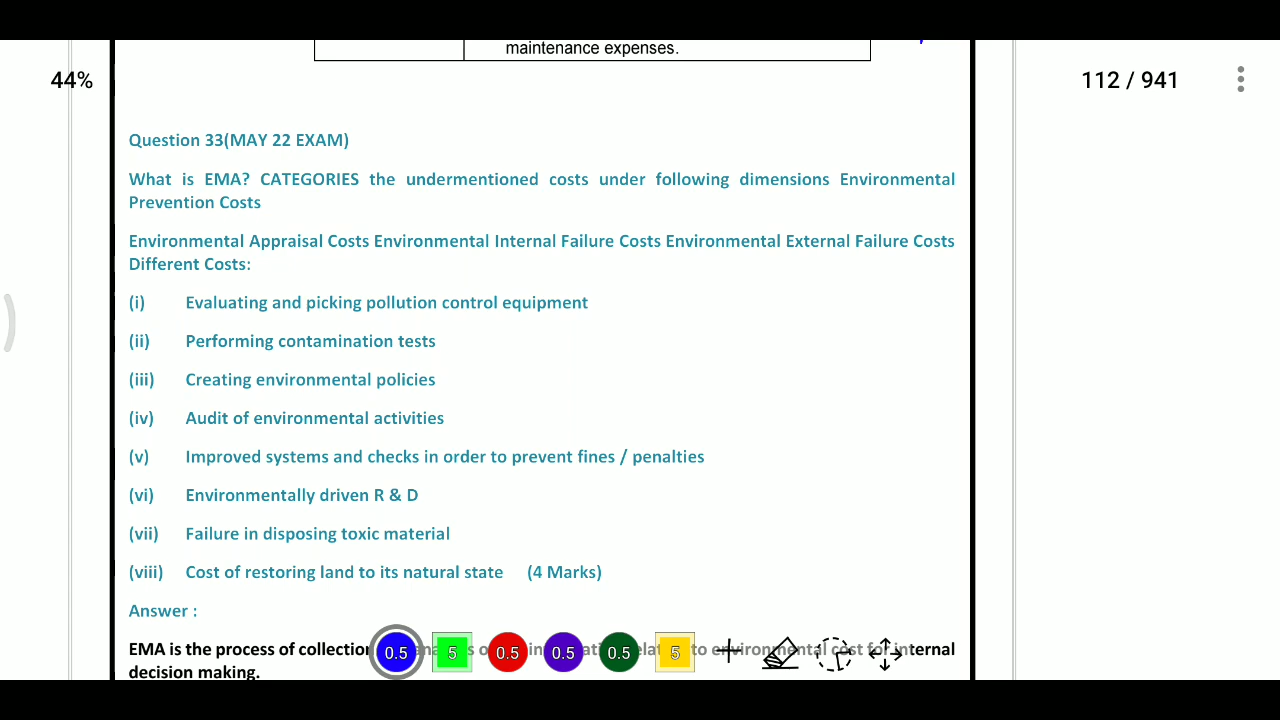 maintenance expenses.
44%
112 / 941
Question 33(MAY 22 EXAM)
What is EMA? CATEGORIES the undermentioned costs under following dimensions Environmental
Prevention Costs
Environmental Appraisal Costs Environmental Internal Failure Costs Environmental External Failure Costs
Different Costs:
(i) Evaluating and picking pollution control equipment
(ii) Performing contamination tests
(iii) Creating environmental policies
(iv) Audit of environmental activities
(v) Improved systems and checks in order to prevent fines / penalties
(vi) Environmentally driven R & D
(vii) Failure in disposing toxic material
(viii) Cost of restoring land to its natural state (4 Marks)
Answer :
EMA is the process of collection to environmental cost for internal
decision making.
0.5 5 0.5 0.5 0.5 5